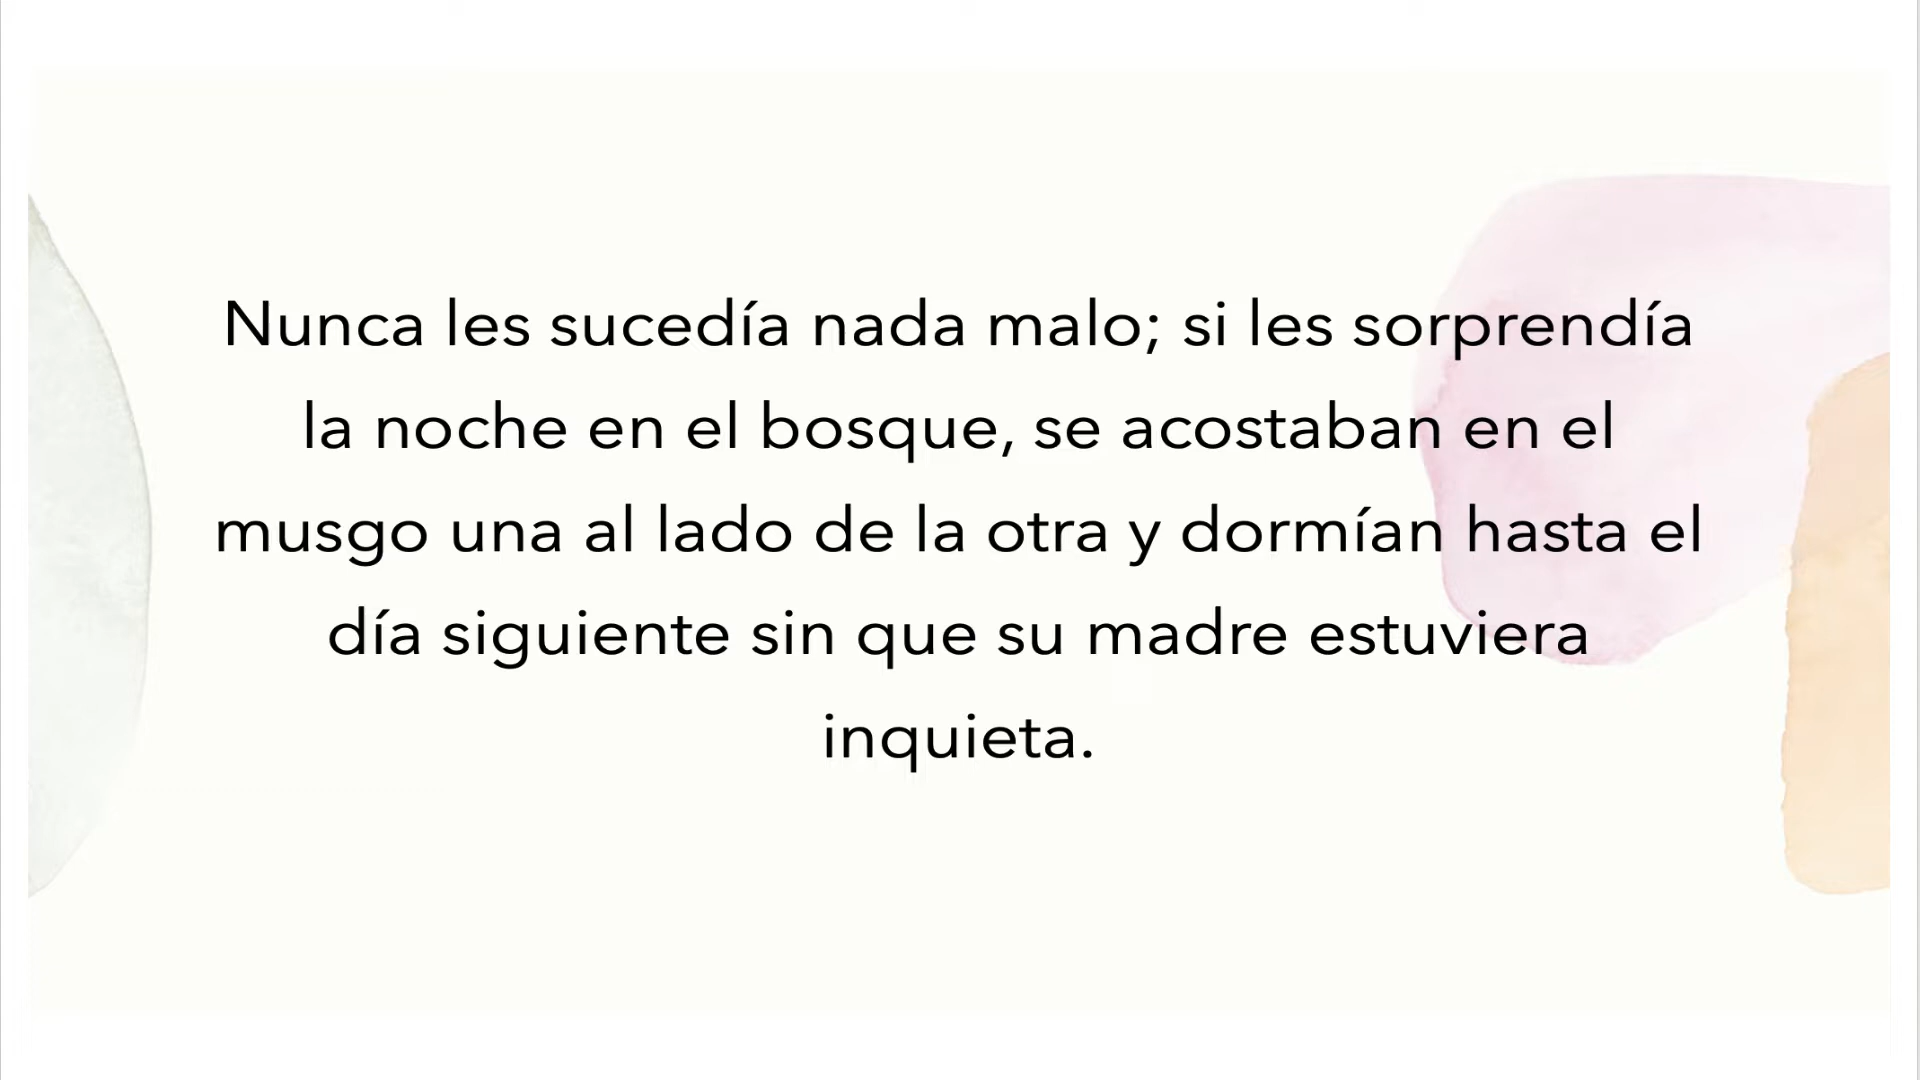 Nunca les sucedía nada malo; si les sorprendía
la noche en el bosque, se acostaban en el
musgo una al lado de la otra y dormían hasta el
día siguiente sin que su madre estuviera
inquieta.